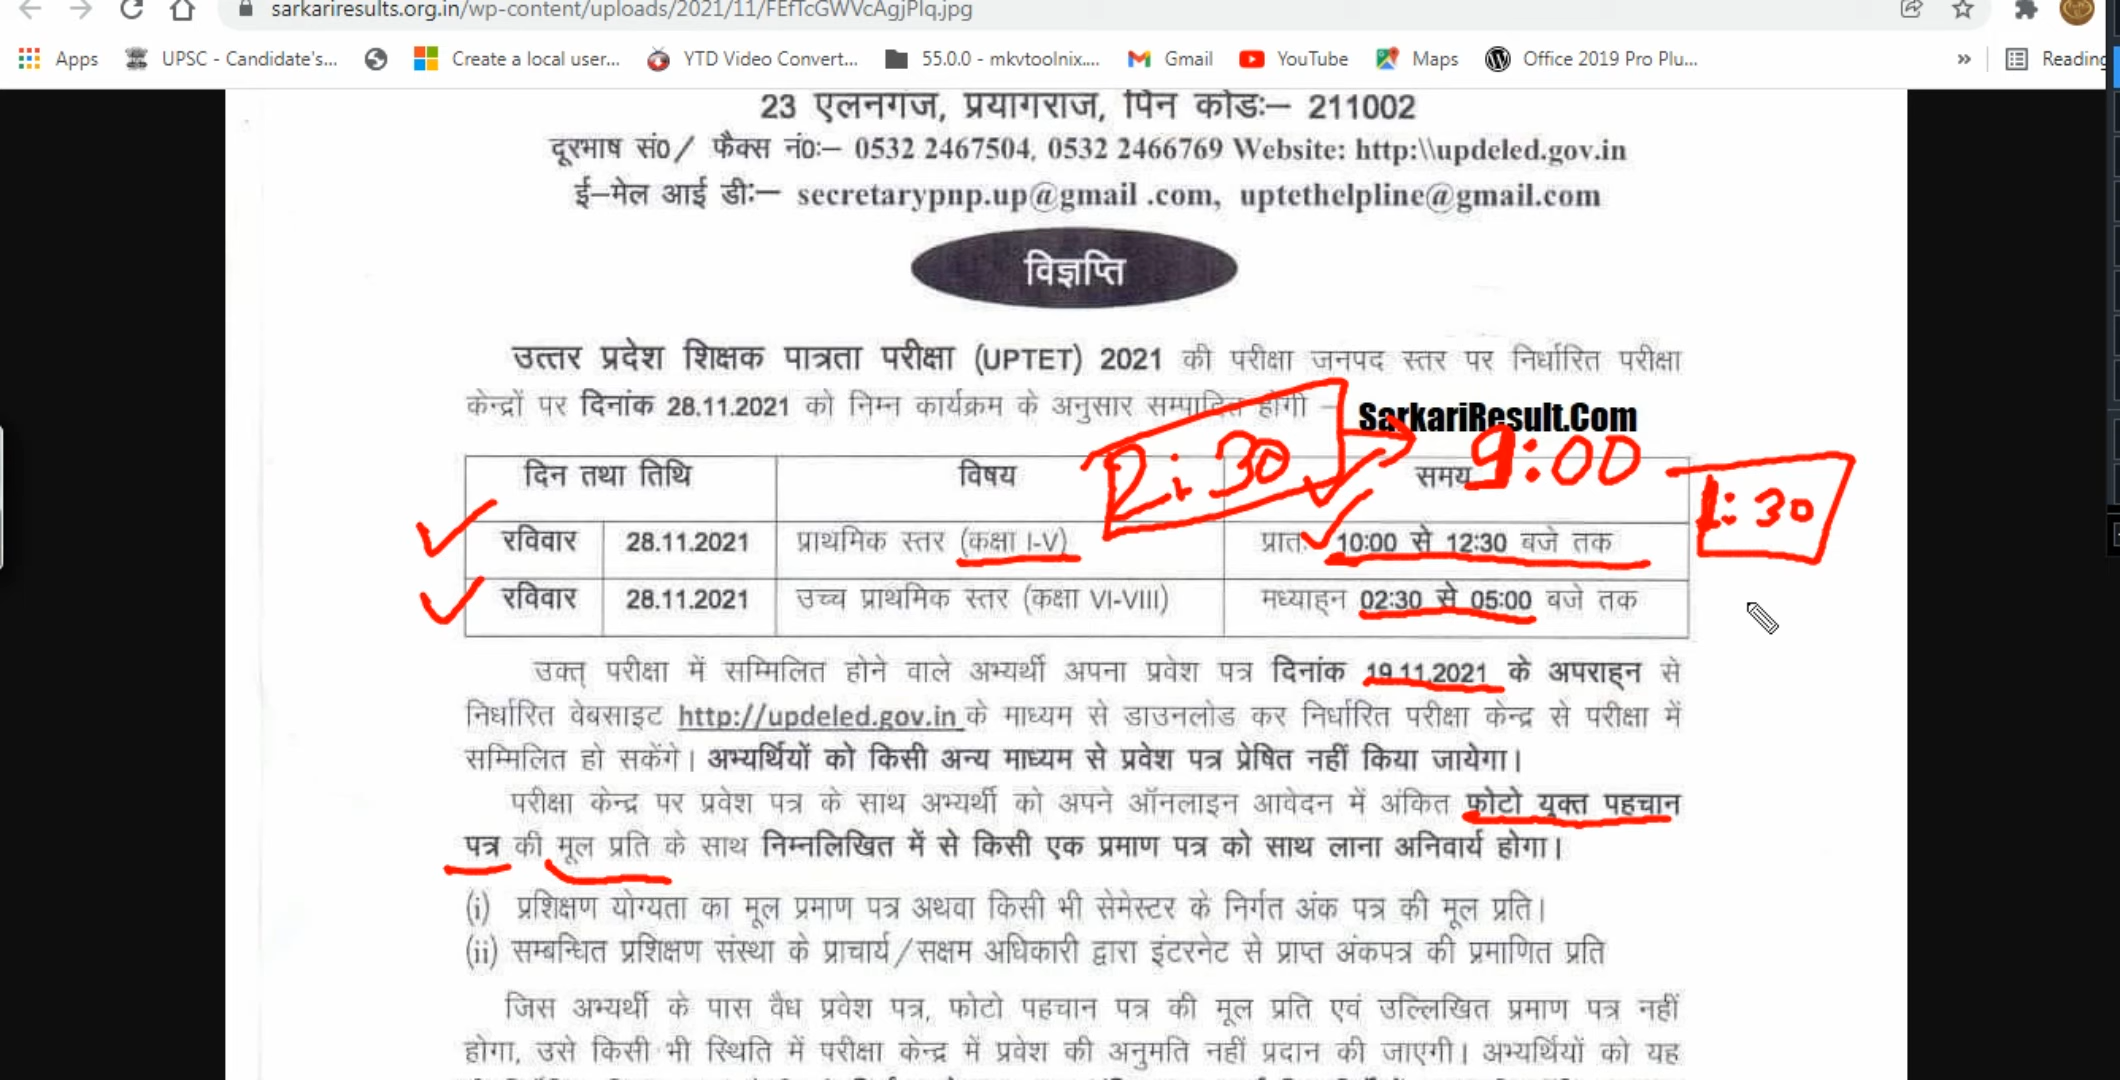 sarkariresults.org.in/wp-content/uploads/2021/11/FEfTcGWVcAgjPlq.jpg
Apps UPSC - Candidate's... Create a local user... YTD Video Convert... 55.0.0 - mkvtoolnix.... Gmail YouTube Maps Office 2019 Pro Plu... » Reading
23 एलनगंज, प्रयागराज, पिन कोडः– 211002
दूरभाष सं0/ फैक्स नं0ः– 0532 2467504, 0532 2466769 Website: http:\\updeled.gov.in
ई–मेल आई डीः– secretarypnp.up@gmail .com, uptethelpline@gmail.com
विज्ञप्ति
उत्तर प्रदेश शिक्षक पात्रता परीक्षा (UPTET) 2021 की परीक्षा जनपद स्तर पर निर्धारित परीक्षा
केन्द्रों पर दिनांक 28.11.2021 को निम्न कार्यक्रम के अनुसार सम्पादित होगी –
SarkariResult.Com
2:30 9:00
1:30
दिन तथा तिथि विषय समय
रविवार 28.11.2021 प्राथमिक स्तर (कक्षा I-V) प्रातः 10:00 से 12:30 बजे तक
रविवार 28.11.2021 उच्च प्राथमिक स्तर (कक्षा VI-VIII) मध्याह्न 02:30 से 05:00 बजे तक
उक्त् परीक्षा में सम्मिलित होने वाले अभ्यर्थी अपना प्रवेश पत्र दिनांक 19.11.2021 के अपराह्न से
निर्धारित वेबसाइट http://updeled.gov.in के माध्यम से डाउनलोड कर निर्धारित परीक्षा केन्द्र से परीक्षा में
सम्मिलित हो सकेंगे। अभ्यर्थियों को किसी अन्य माध्यम से प्रवेश पत्र प्रेषित नहीं किया जायेगा।
परीक्षा केन्द्र पर प्रवेश पत्र के साथ अभ्यर्थी को अपने ऑनलाइन आवेदन में अंकित फोटो युक्त पहचान
पत्र की मूल प्रति के साथ निम्नलिखित में से किसी एक प्रमाण पत्र को साथ लाना अनिवार्य होगा।
(i) प्रशिक्षण योग्यता का मूल प्रमाण पत्र अथवा किसी भी सेमेस्टर के निर्गत अंक पत्र की मूल प्रति।
(ii) सम्बन्धित प्रशिक्षण संस्था के प्राचार्य/सक्षम अधिकारी द्वारा इंटरनेट से प्राप्त अंकपत्र की प्रमाणित प्रति
जिस अभ्यर्थी के पास वैध प्रवेश पत्र, फोटो पहचान पत्र की मूल प्रति एवं उल्लिखित प्रमाण पत्र नहीं
होगा, उसे किसी भी स्थिति में परीक्षा केन्द्र में प्रवेश की अनुमति नहीं प्रदान की जाएगी। अभ्यर्थियों को यह